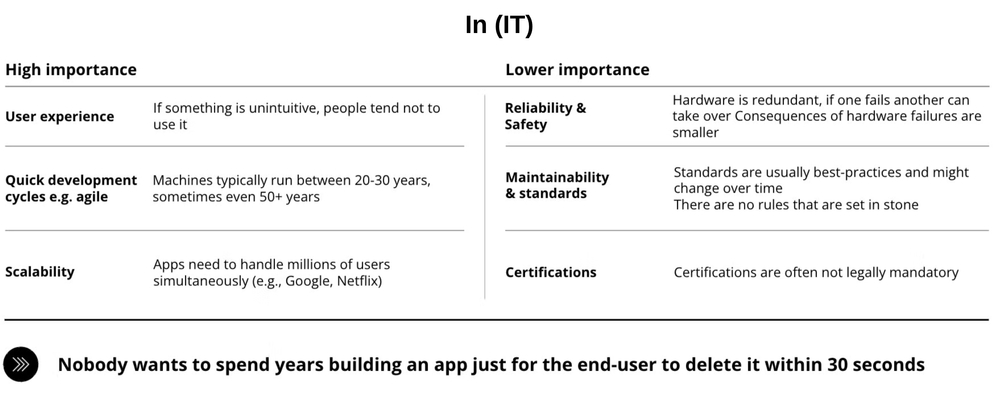 In (IT)
High importance
User experience
If something is unintuitive, people tend not to
use it
Quick development
cycles e.g. agile
Machines typically run between 20-30 years,
sometimes even 50+ years
Scalability
Apps need to handle millions of users
simultaneously (e.g., Google, Netflix)
Lower importance
Reliability &
Safety
Hardware is redundant, if one fails another can
take over Consequences of hardware failures are
smaller
Maintainability
& standards
Standards are usually best-practices and might
change over time
There are no rules that are set in stone
Certifications
Certifications are often not legally mandatory
Nobody wants to spend years building an app just for the end-user to delete it within 30 seconds